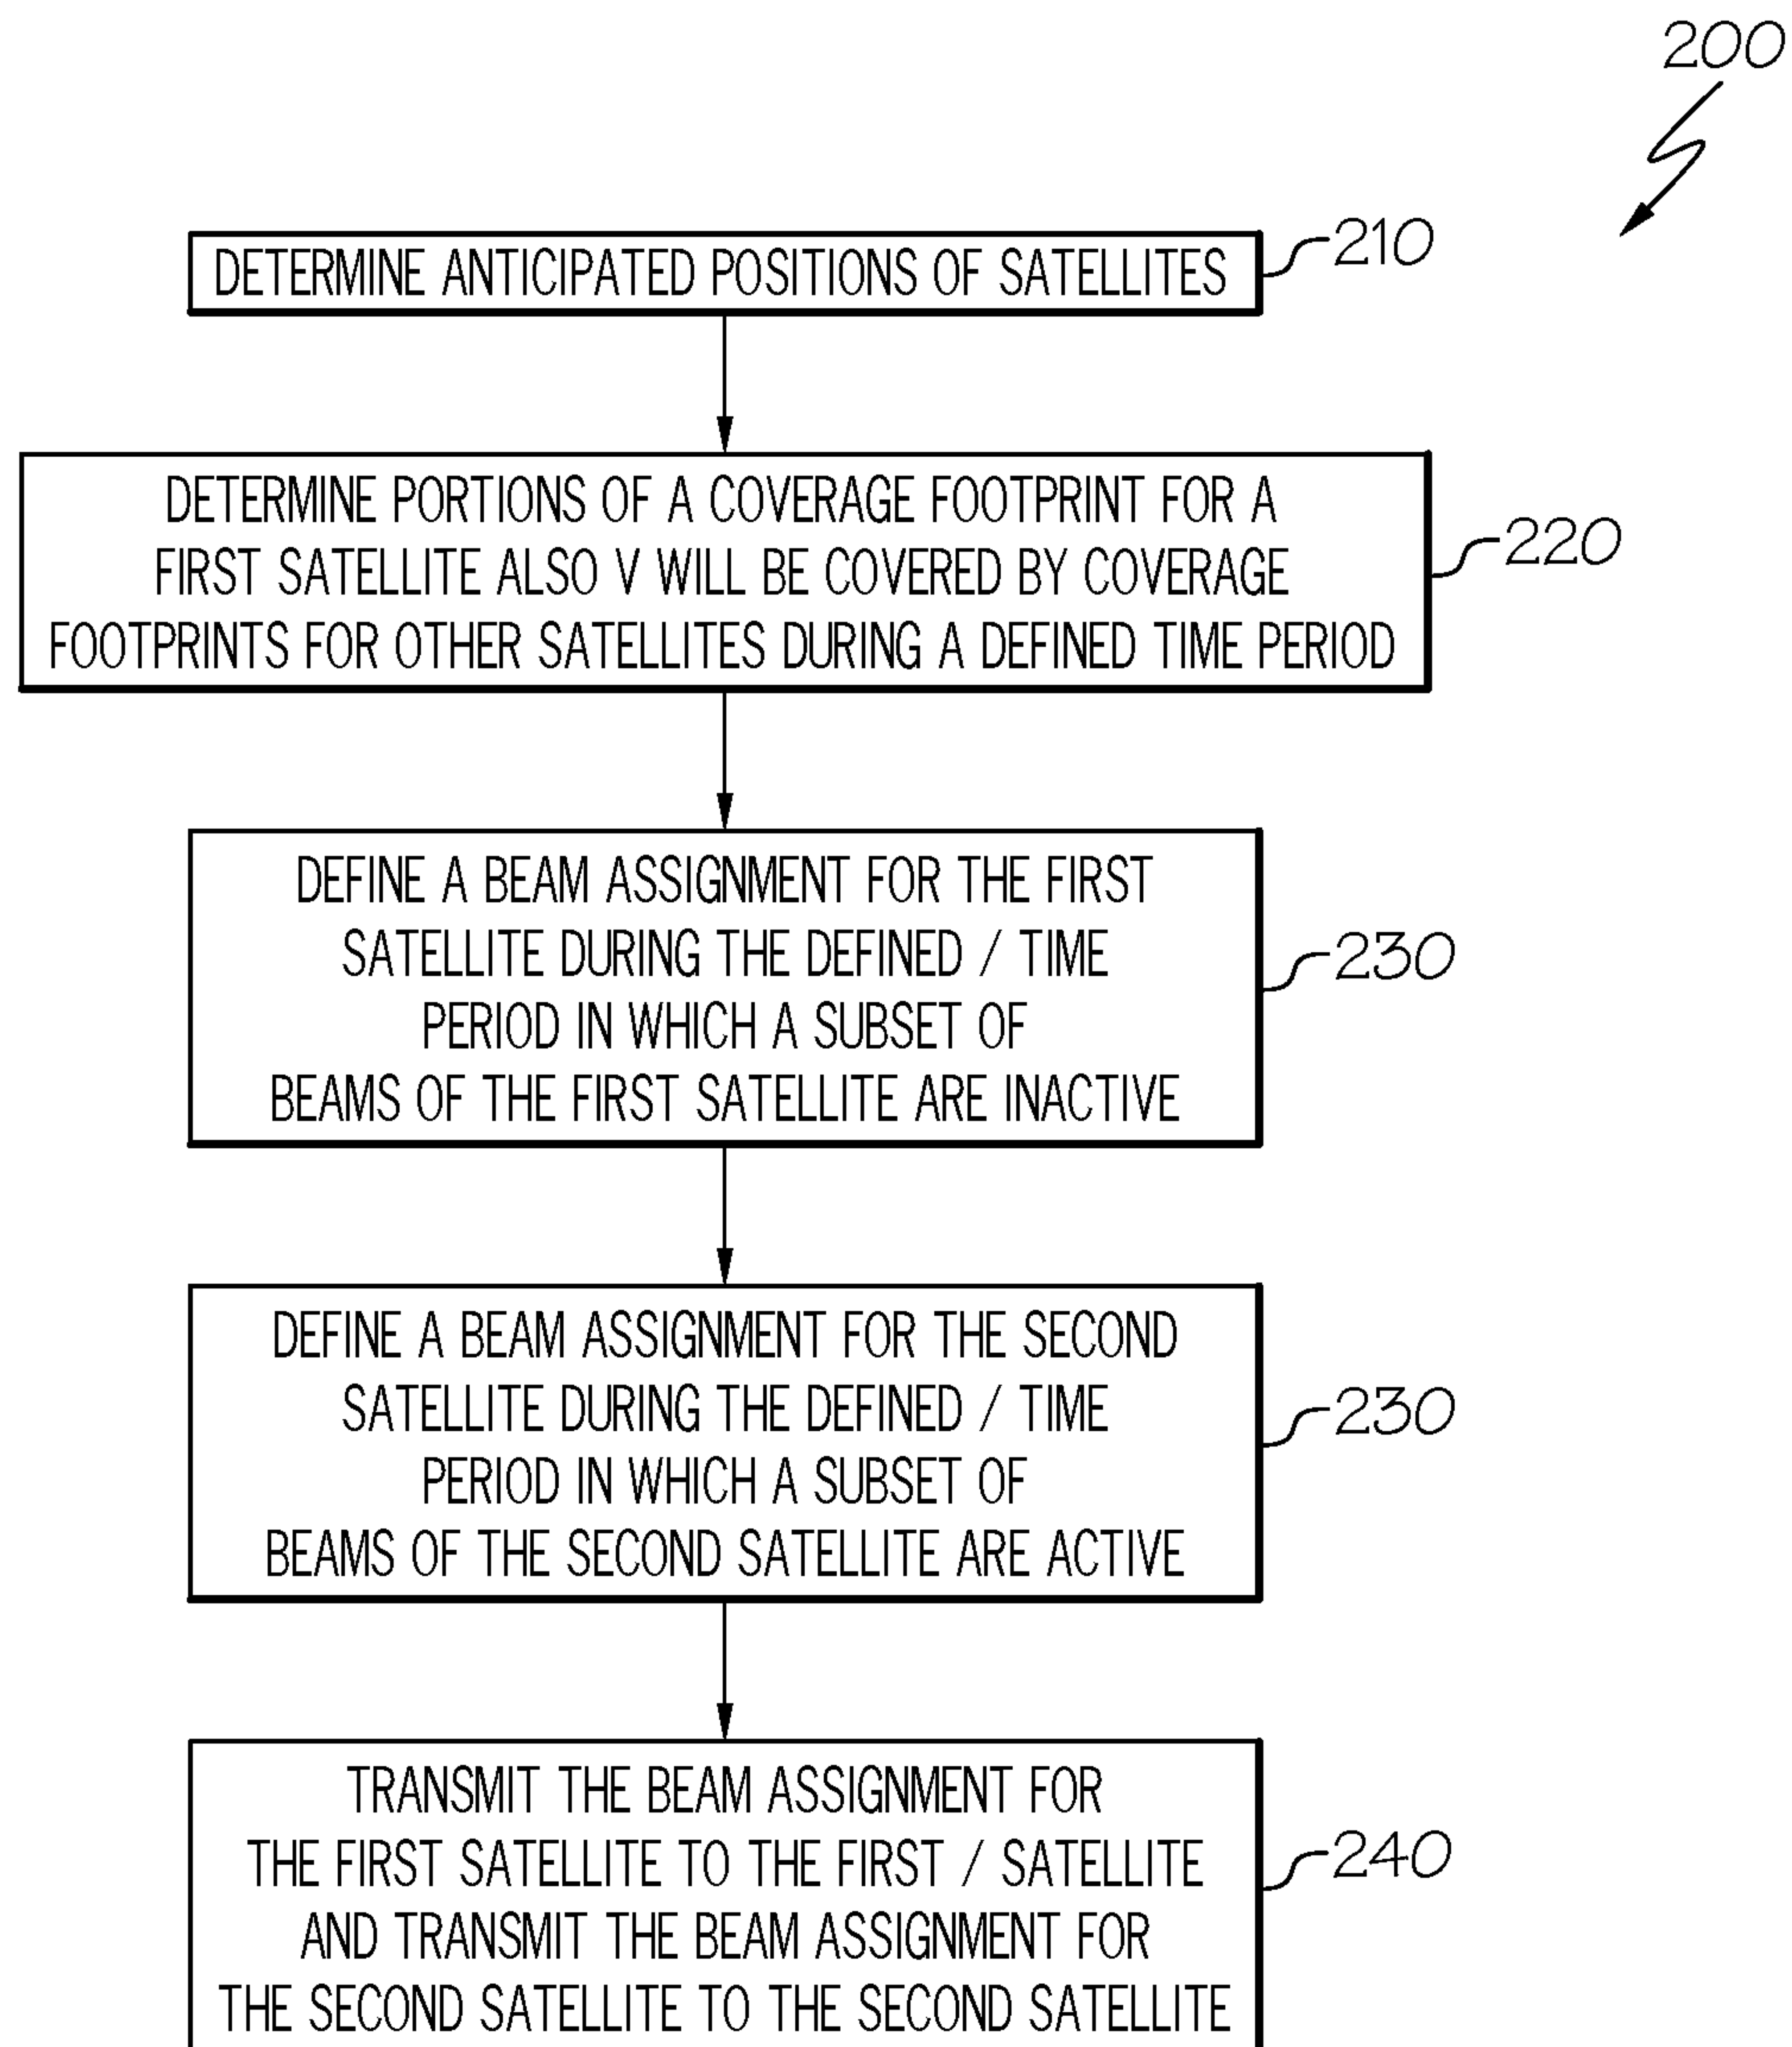 200
DETERMINE ANTICIPATED POSITIONS OF SATELLITES
210
DETERMINE PORTIONS OF A COVERAGE FOOTPRINT FOR A
FIRST SATELLITE ALSO V WILL BE COVERED BY COVERAGE
FOOTPRINTS FOR OTHER SATELLITES DURING A DEFINED TIME PERIOD
220
DEFINE A BEAM ASSIGNMENT FOR THE FIRST
SATELLITE DURING THE DEFINED / TIME
PERIOD IN WHICH A SUBSET OF
BEAMS OF THE FIRST SATELLITE ARE INACTIVE
230
DEFINE A BEAM ASSIGNMENT FOR THE SECOND
SATELLITE DURING THE DEFINED / TIME
PERIOD IN WHICH A SUBSET OF
BEAMS OF THE SECOND SATELLITE ARE ACTIVE
230
TRANSMIT THE BEAM ASSIGNMENT FOR
THE FIRST SATELLITE TO THE FIRST / SATELLITE
AND TRANSMIT THE BEAM ASSIGNMENT FOR
THE SECOND SATELLITE TO THE SECOND SATELLITE
240